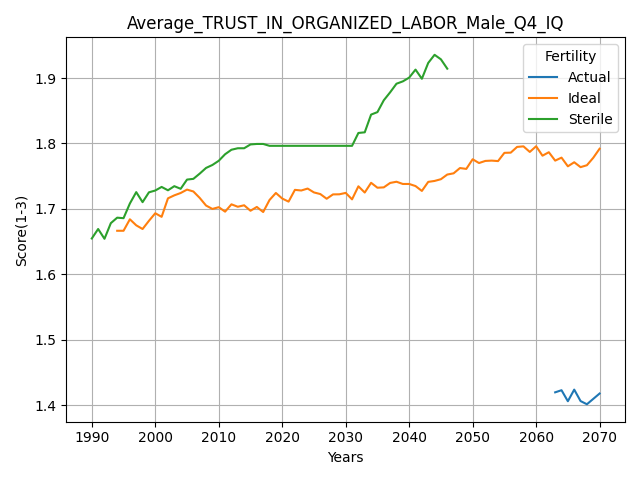 Average_TRUST_IN_ORGANIZED_LABOR_Male_Q4_IQ
Fertility
Actual
Ideal
Sterile
Score(1-3)
1.9
1.8
1.7
1.6
1.5
1.4
1990 2000 2010 2020 2030 2040 2050 2060 2070
Years